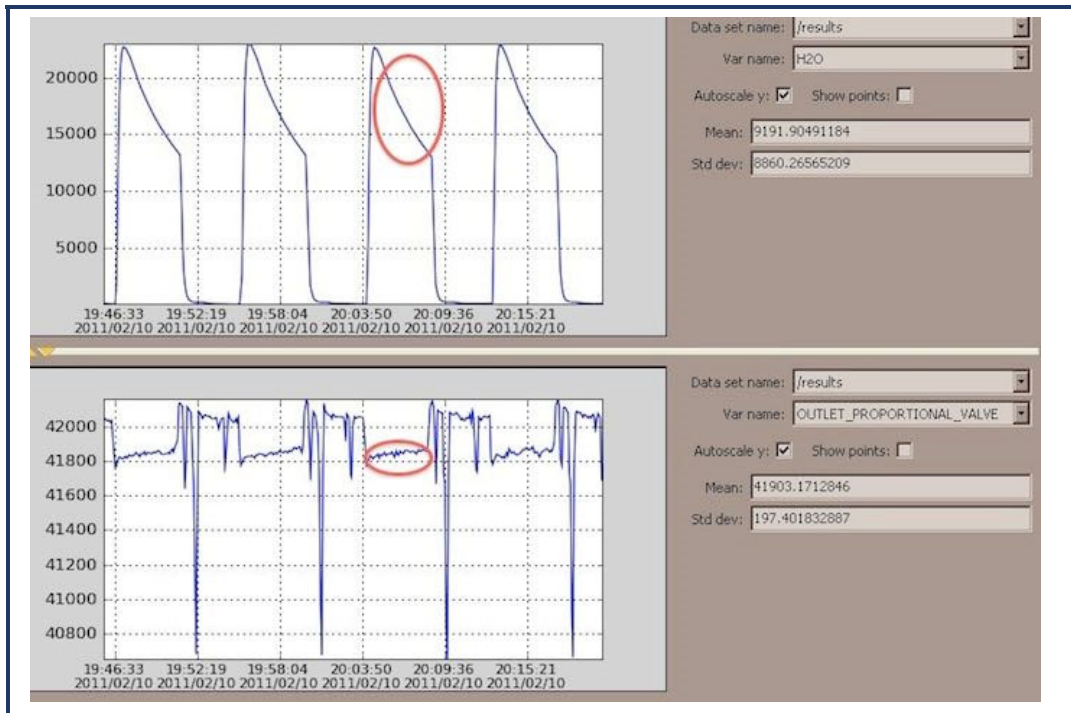 Data set name: /results
Var name: H2O
Autoscale y: Show points:
Mean: 9191.90491184
Std dev: 8860.26565209
20000
15000
10000
5000
19:46:33 19:52:19 19:58:04 20:03:50 20:09:36 20:15:21
2011/02/10 2011/02/10 2011/02/10 2011/02/10 2011/02/10 2011/02/10
Data set name: /results
Var name: OUTLET_PROPORTIONAL_VALVE
Autoscale y: Show points:
Mean: 41903.1712846
Std dev: 197.401832887
42000
41800
41600
41400
41200
41000
40800
19:46:33 19:52:19 19:58:04 20:03:50 20:09:36 20:15:21
2011/02/10 2011/02/10 2011/02/10 2011/02/10 2011/02/10 2011/02/10